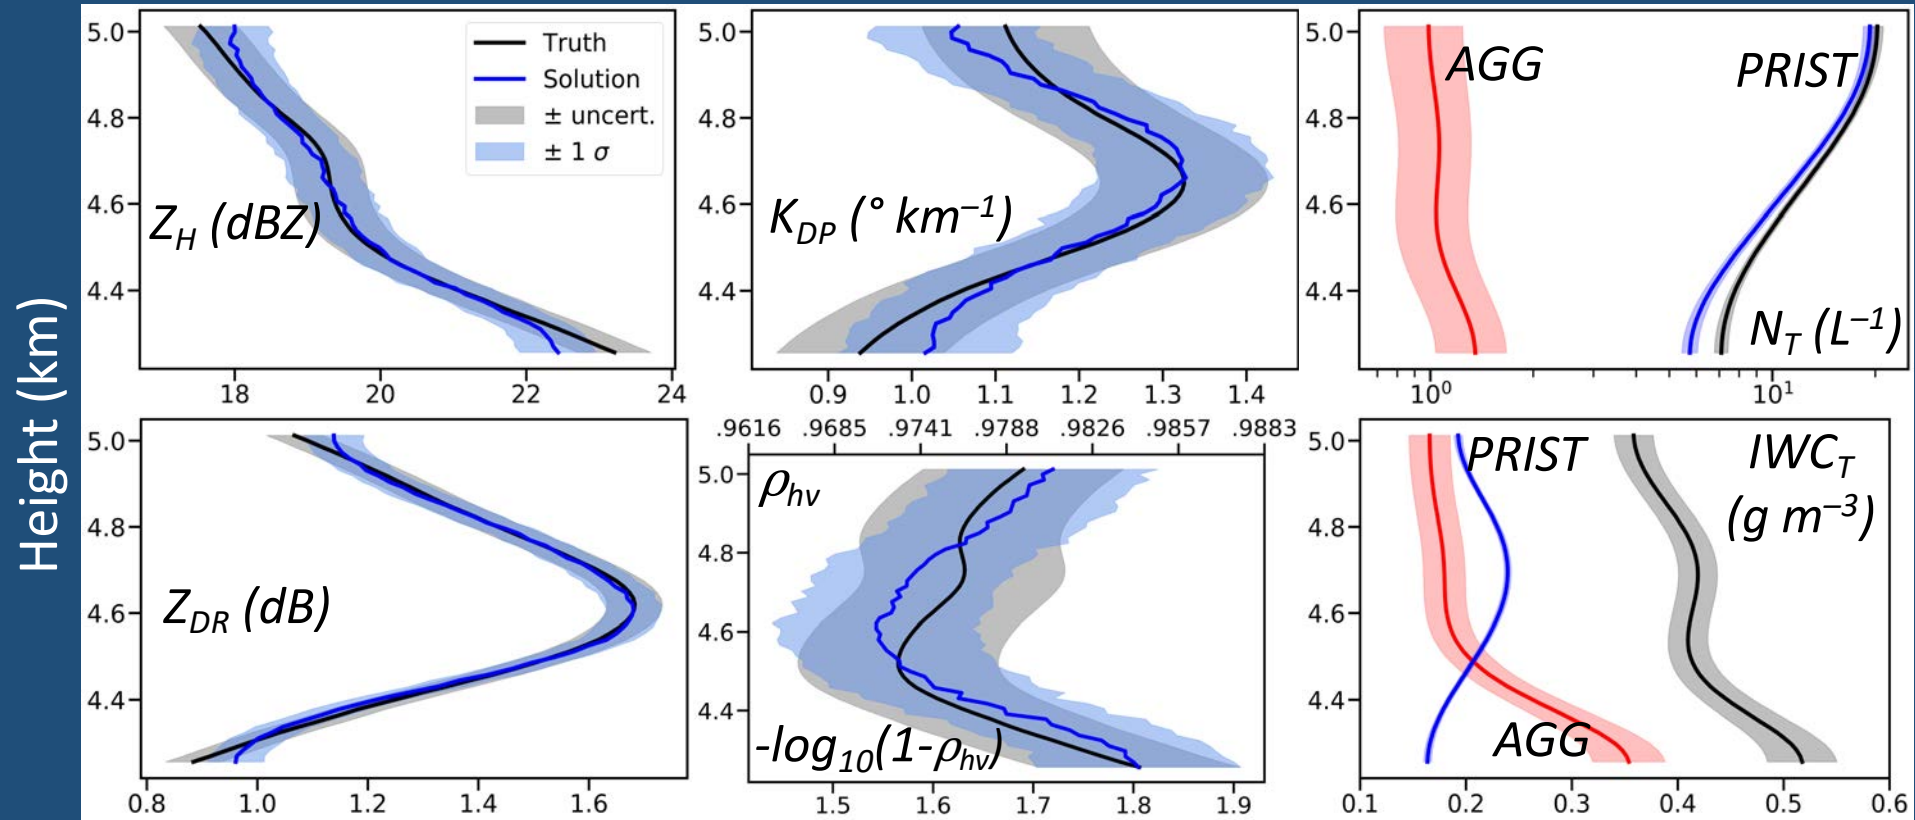 Height (km)
5.0
4.8
4.6
4.4
Truth
Solution
± uncert.
± 1 σ
Z_H (dBZ)
18 20 22 24
5.0
4.8
4.6
4.4
K_DP (° km⁻¹)
0.9 1.0 1.1 1.2 1.3 1.4
5.0
4.8
4.6
4.4
AGG
PRIST
N_T (L⁻¹)
10⁰ 10¹
5.0
4.8
4.6
4.4
Z_DR (dB)
0.8 1.0 1.2 1.4 1.6
.9616 .9685 .9741 .9788 .9826 .9857 .9883
5.0
4.8
4.6
4.4
ρ_hv
-log₁₀(1-ρ_hv)
1.5 1.6 1.7 1.8 1.9
5.0
4.8
4.6
4.4
PRIST
IWC_T
(g m⁻³)
AGG
0.1 0.2 0.3 0.4 0.5 0.6